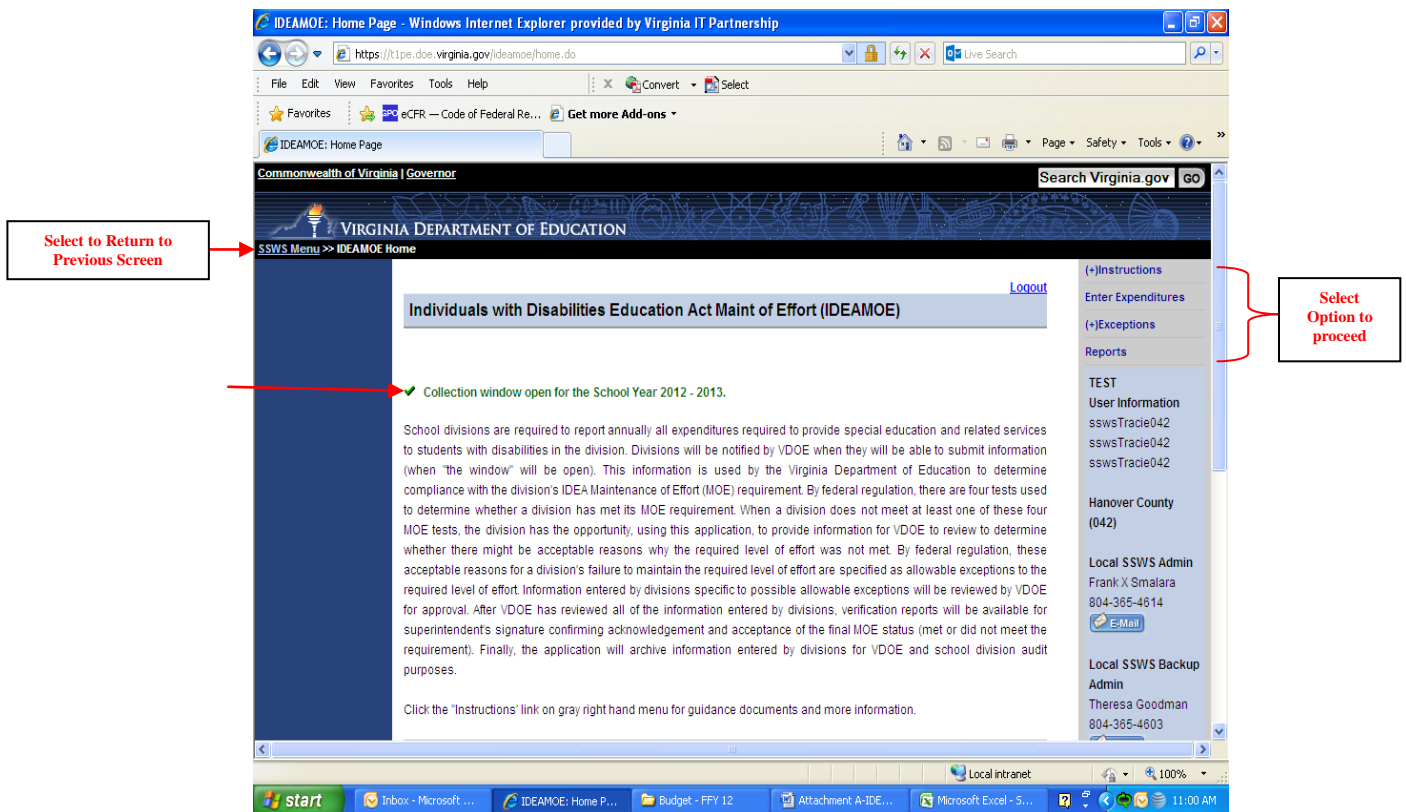 IDEAMOE: Home Page - Windows Internet Explorer provided by Virginia IT Partnership
https://t1pe.doe.virginia.gov/ideamoe/home.do
Live Search
File Edit View Favorites Tools Help
X Convert Select
Favorites
GPO eCFR — Code of Federal Re...
Get more Add-ons
IDEAMOE: Home Page
Page Safety Tools
Commonwealth of Virginia | Governor
Search Virginia.gov GO
VIRGINIA DEPARTMENT OF EDUCATION
SSWS Menu >> IDEAMOE Home
Select to Return to
Previous Screen
Logout
Individuals with Disabilities Education Act Maint of Effort (IDEAMOE)
Collection window open for the School Year 2012 - 2013.
School divisions are required to report annually all expenditures required to provide special education and related services
to students with disabilities in the division. Divisions will be notified by VDOE when they will be able to submit information
(when "the window" will be open). This information is used by the Virginia Department of Education to determine
compliance with the division's IDEA Maintenance of Effort (MOE) requirement. By federal regulation, there are four tests used
to determine whether a division has met its MOE requirement. When a division does not meet at least one of these four
MOE tests, the division has the opportunity, using this application, to provide information for VDOE to review to determine
whether there might be acceptable reasons why the required level of effort was not met. By federal regulation, these
acceptable reasons for a division's failure to maintain the required level of effort are specified as allowable exceptions to the
required level of effort. Information entered by divisions specific to possible allowable exceptions will be reviewed by VDOE
for approval. After VDOE has reviewed all of the information entered by divisions, verification reports will be available for
superintendent's signature confirming acknowledgement and acceptance of the final MOE status (met or did not meet the
requirement). Finally, the application will archive information entered by divisions for VDOE and school division audit
purposes.
Click the "Instructions' link on gray right hand menu for guidance documents and more information.
(+)Instructions
Enter Expenditures
(+)Exceptions
Reports
Select
Option to
proceed
TEST
User Information
sswsTracie042
sswsTracie042
sswsTracie042
Hanover County
(042)
Local SSWS Admin
Frank X Smalara
804-365-4614
E-Mail
Local SSWS Backup
Admin
Theresa Goodman
804-365-4603
Local intranet
100%
start
Inbox - Microsoft ...
IDEAMOE: Home P...
Budget - FFY 12
Attachment A-IDE...
Microsoft Excel - S...
11:00 AM